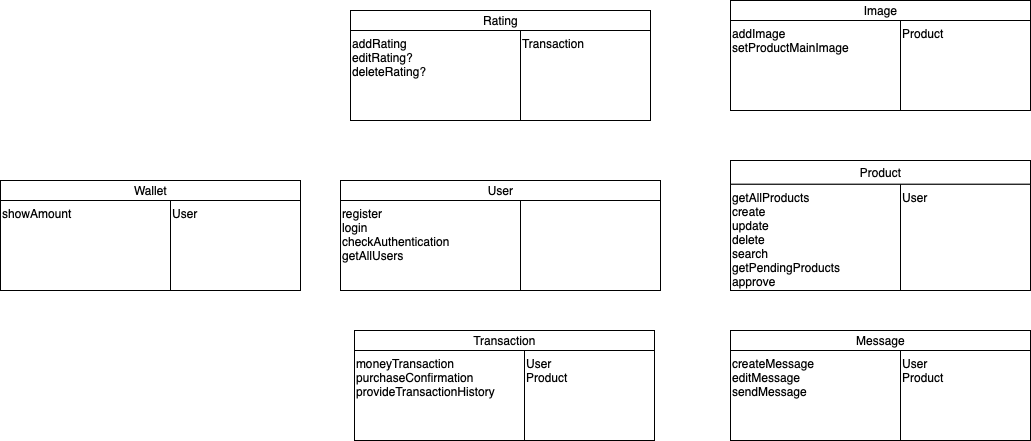 Rating
addRating
editRating?
deleteRating?
Transaction
Image
addImage
setProductMainImage
Product
Wallet
showAmount
User
User
register
login
checkAuthentication
getAllUsers
Product
getAllProducts
create
update
delete
search
getPendingProducts
approve
User
Transaction
moneyTransaction
purchaseConfirmation
provideTransactionHistory
User
Product
Message
createMessage
editMessage
sendMessage
User
Product